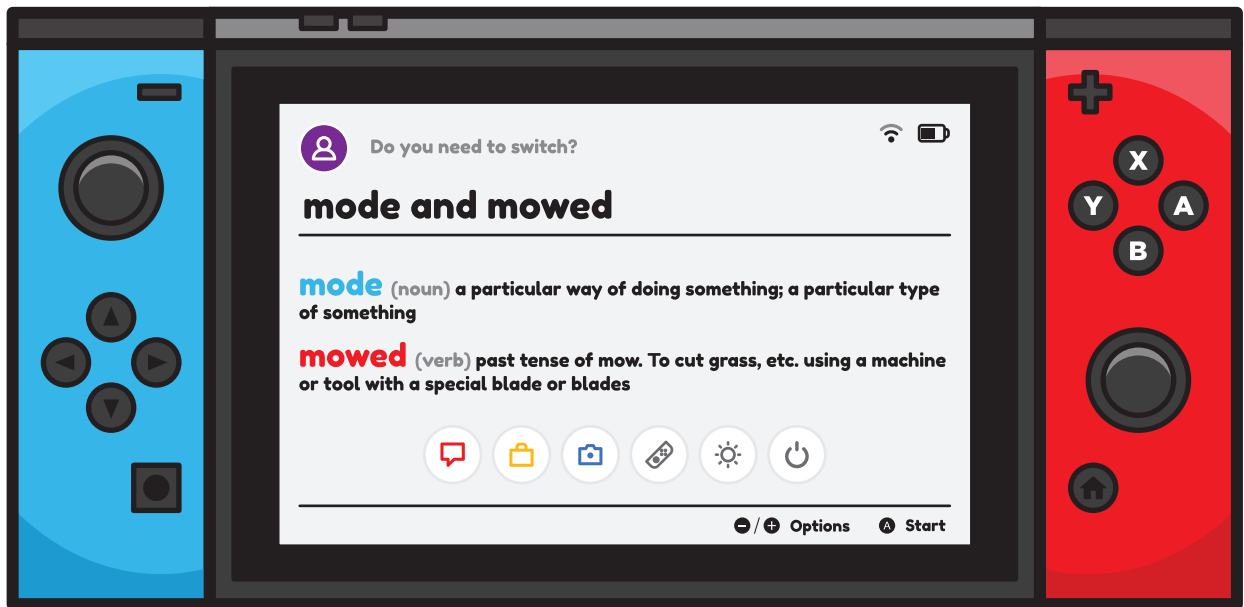 Do you need to switch?
mode and mowed
mode (noun) a particular way of doing something; a particular type
of something
mowed (verb) past tense of mow. To cut grass, etc. using a machine
or tool with a special blade or blades
Options A Start
X
Y A
B